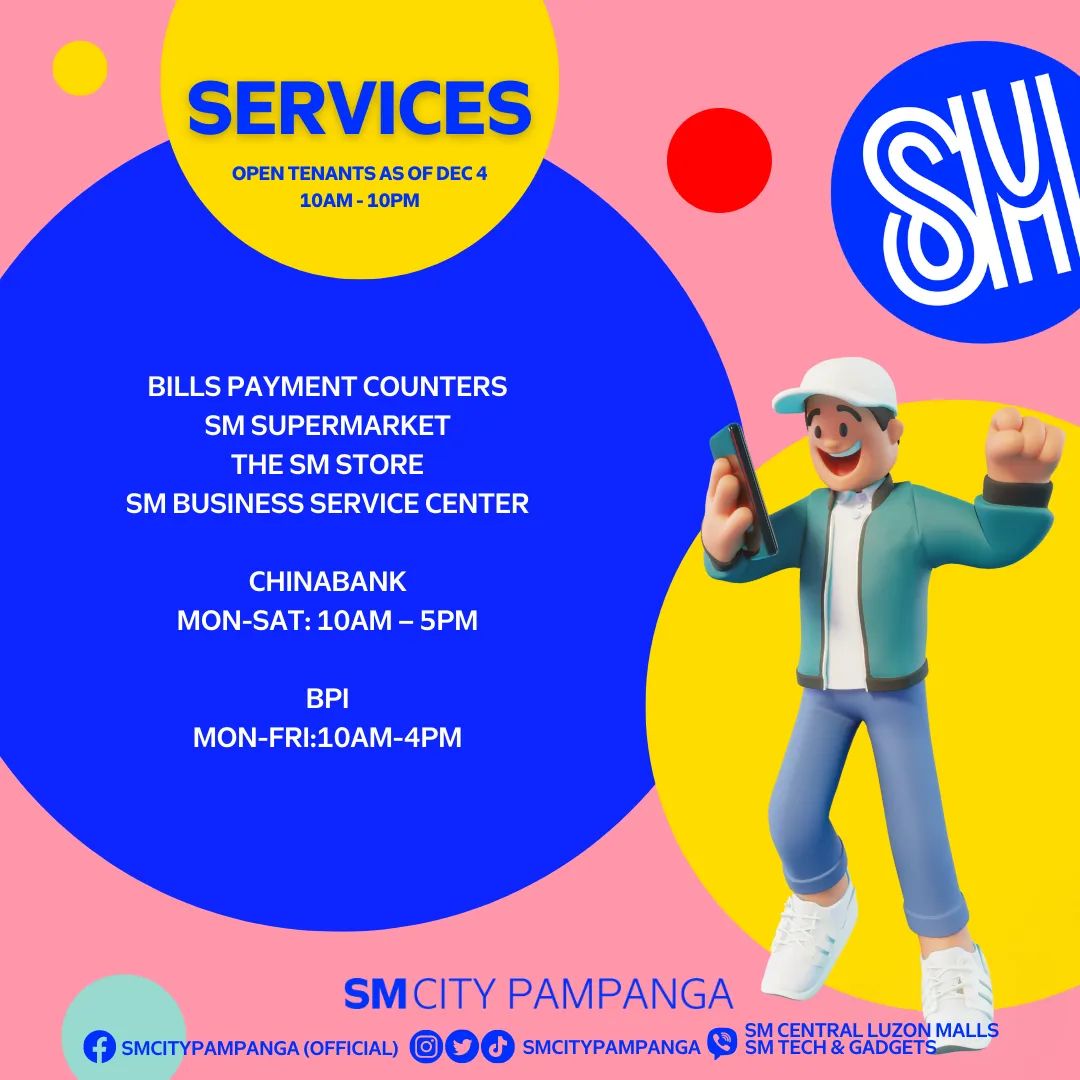 SERVICES
OPEN TENANTS AS OF DEC 4
10AM - 10PM
SM
BILLS PAYMENT COUNTERS
SM SUPERMARKET
THE SM STORE
SM BUSINESS SERVICE CENTER
CHINABANK
MON-SAT: 10AM – 5PM
BPI
MON-FRI:10AM-4PM
SM CITY PAMPANGA
SMCITYPAMPANGA (OFFICIAL)
SMCITYPAMPANGA
SM CENTRAL LUZON MALLS
SM TECH & GADGETS